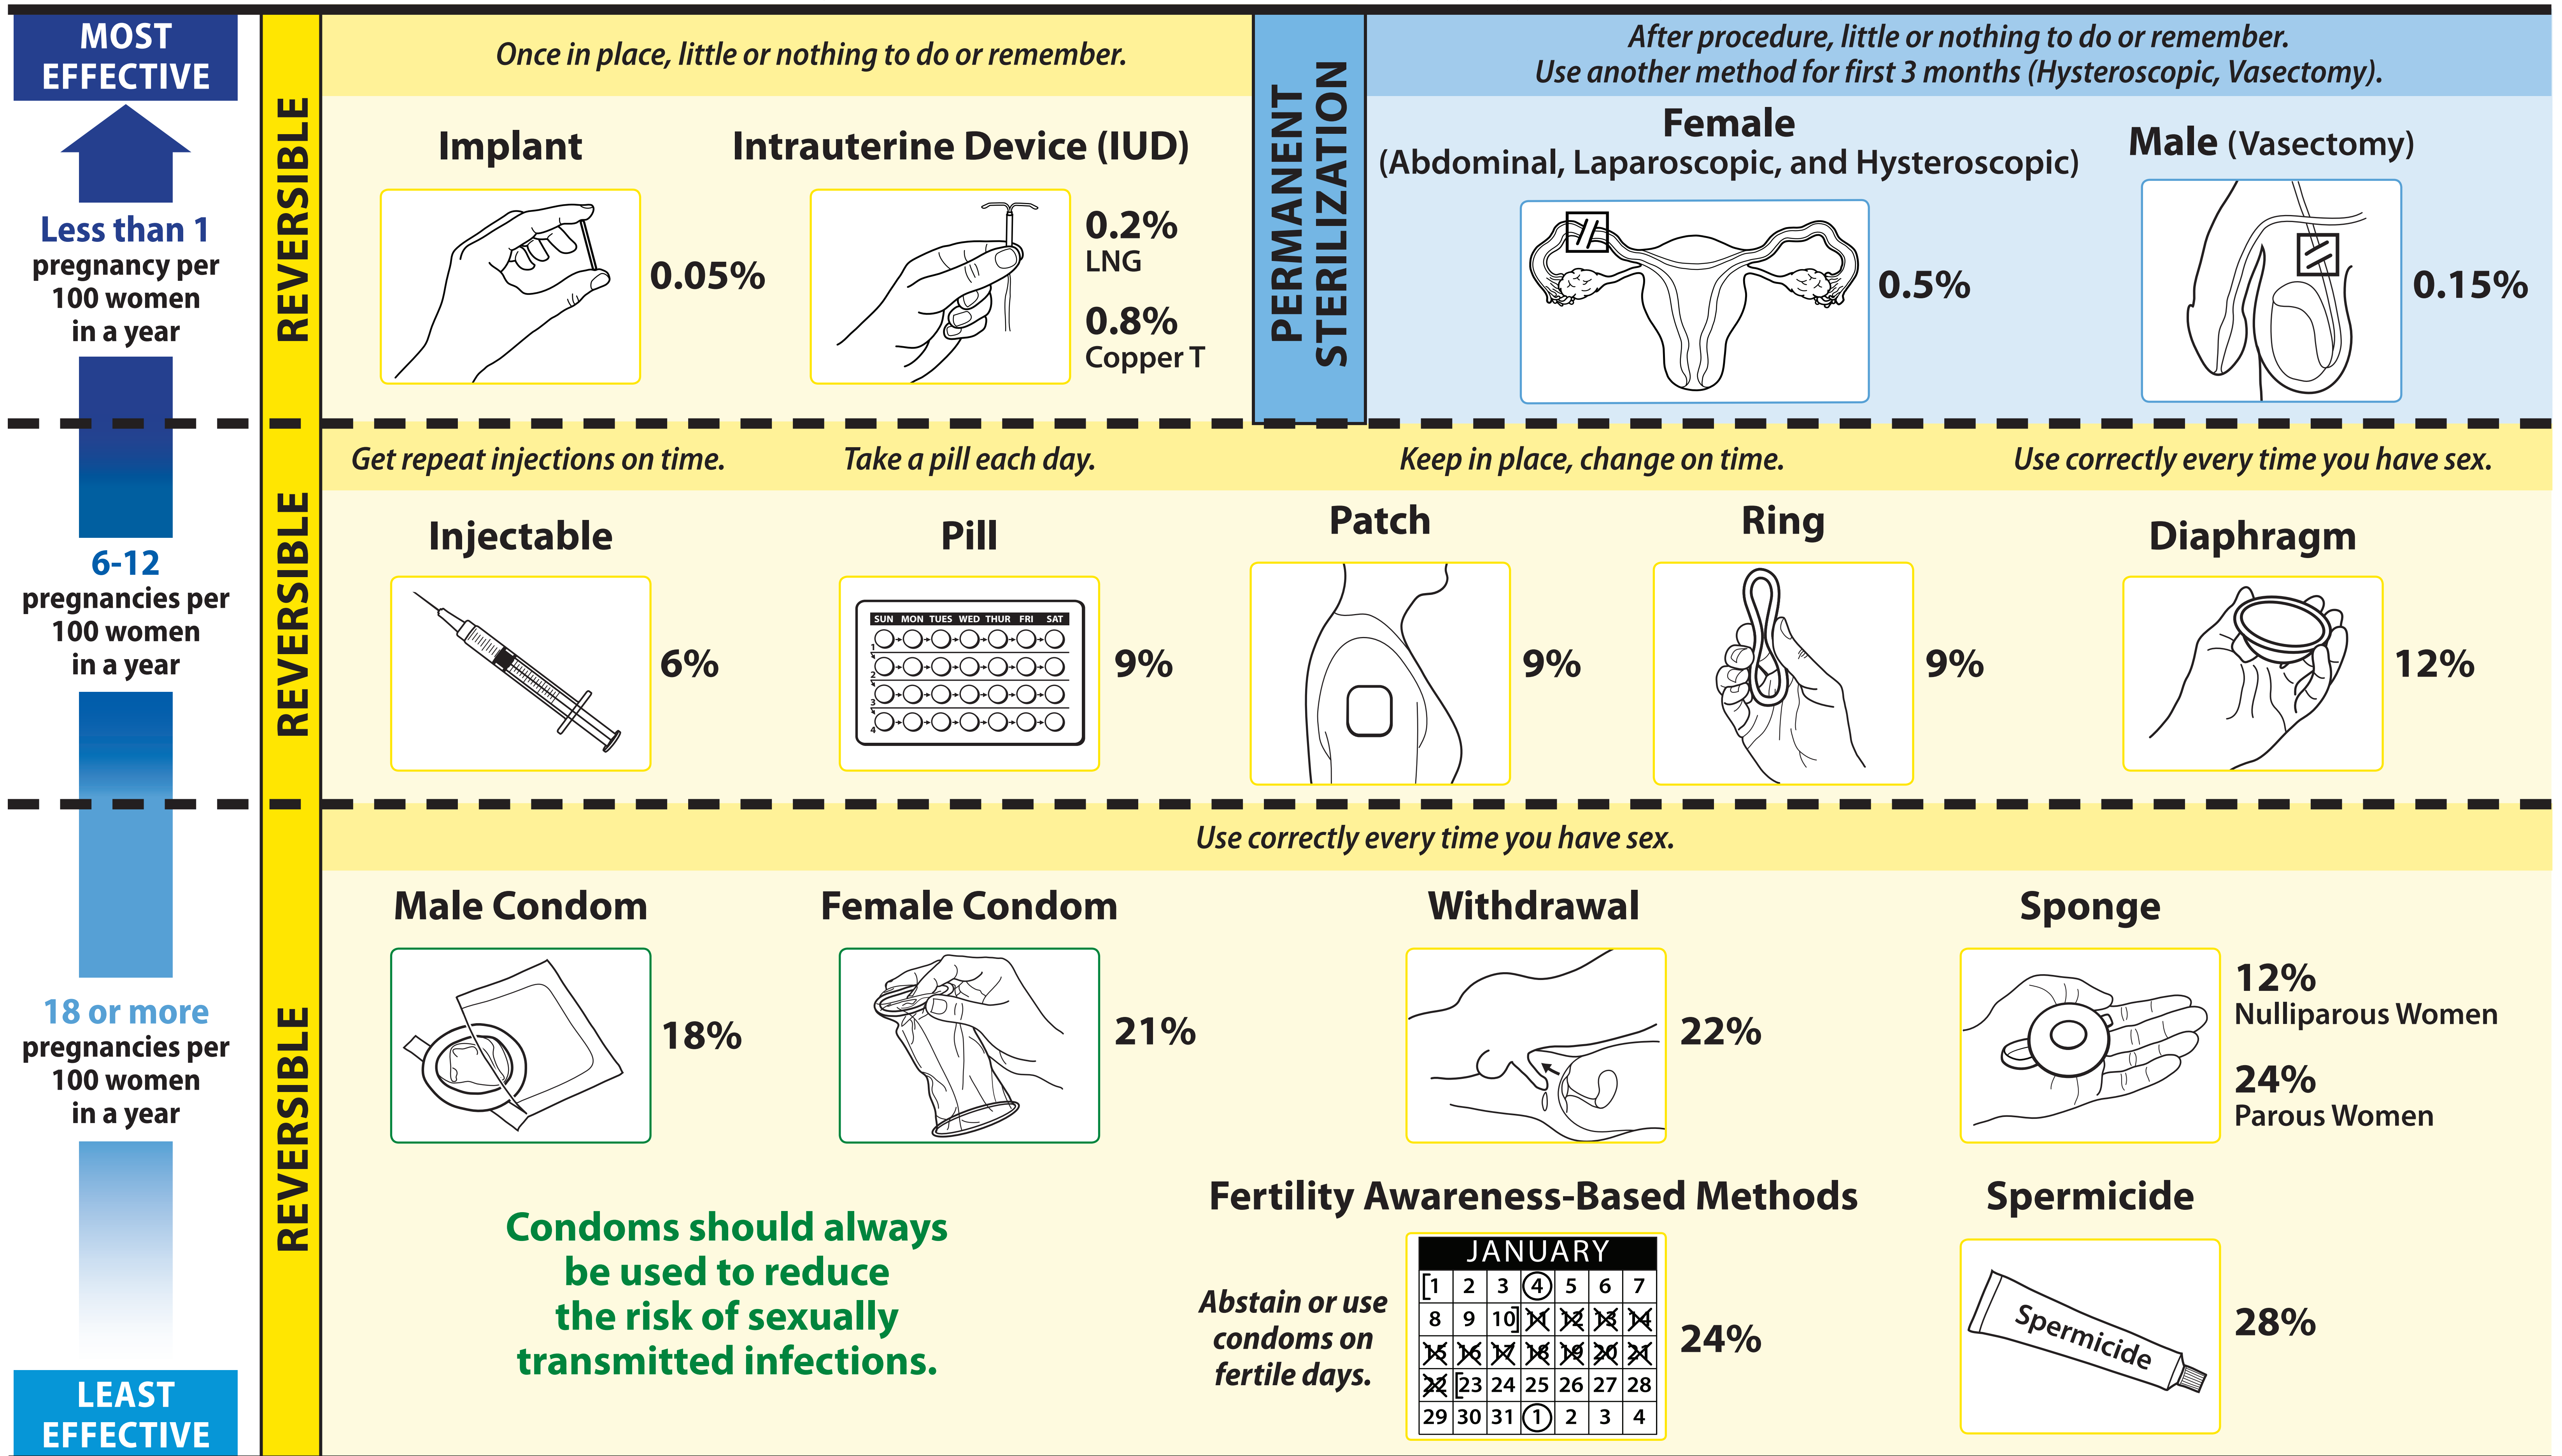 MOST
EFFECTIVE
Less than 1
pregnancy per
100 women
in a year
6-12
pregnancies per
100 women
in a year
18 or more
pregnancies per
100 women
in a year
LEAST
EFFECTIVE
REVERSIBLE
Once in place, little or nothing to do or remember.
Implant
0.05%
Intrauterine Device (IUD)
0.2%
LNG
0.8%
Copper T
PERMANENT
STERILIZATION
After procedure, little or nothing to do or remember.
Use another method for first 3 months (Hysteroscopic, Vasectomy).
Female
(Abdominal, Laparoscopic, and Hysteroscopic)
0.5%
Male (Vasectomy)
0.15%
REVERSIBLE
Get repeat injections on time.
Take a pill each day.
Keep in place, change on time.
Use correctly every time you have sex.
Injectable
6%
Pill
SUN MON TUES WED THUR FRI SAT
1
2
3
4
9%
Patch
9%
Ring
9%
Diaphragm
12%
REVERSIBLE
Use correctly every time you have sex.
Male Condom
18%
Female Condom
21%
Withdrawal
22%
Sponge
12%
Nulliparous Women
24%
Parous Women
Condoms should always
be used to reduce
the risk of sexually
transmitted infections.
Fertility Awareness-Based Methods
Abstain or use
condoms on
fertile days.
JANUARY
[1 2 3 4 5 6 7
8 9 10] 11 12 13 14
15 16 17 18 19 20 21
22 [23 24 25 26 27 28
29 30 31 1 2 3 4
24%
Spermicide
Spermicide
28%